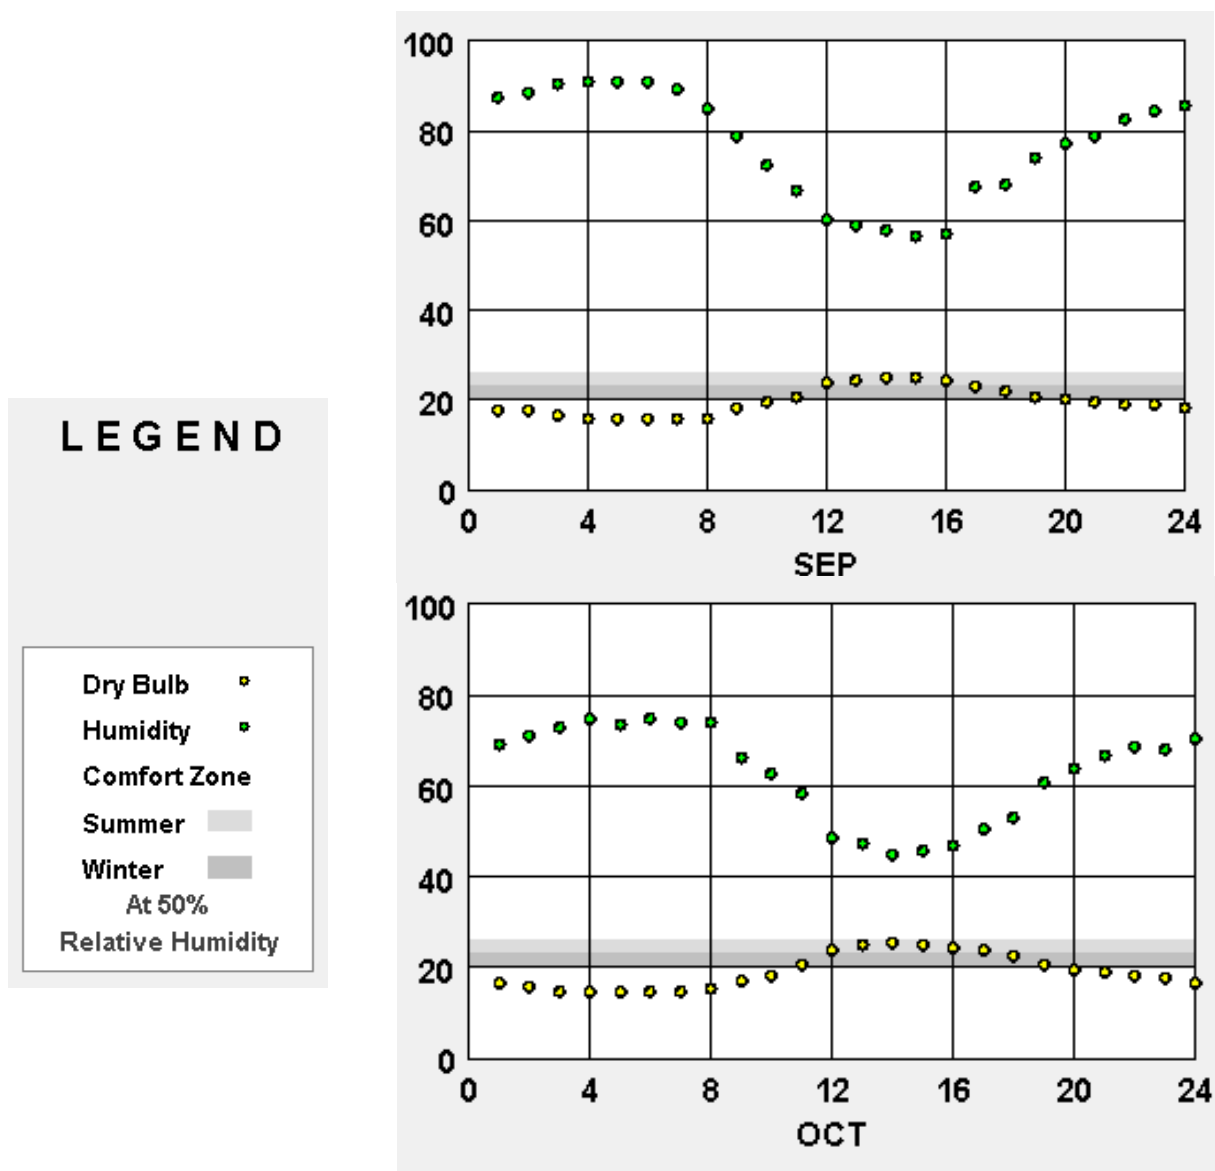 LEGEND
Dry Bulb
Humidity
Comfort Zone
Summer
Winter
At 50%
Relative Humidity
100
80
60
40
20
0
0 4 8 12 16 20 24
SEP
100
80
60
40
20
0
0 4 8 12 16 20 24
OCT